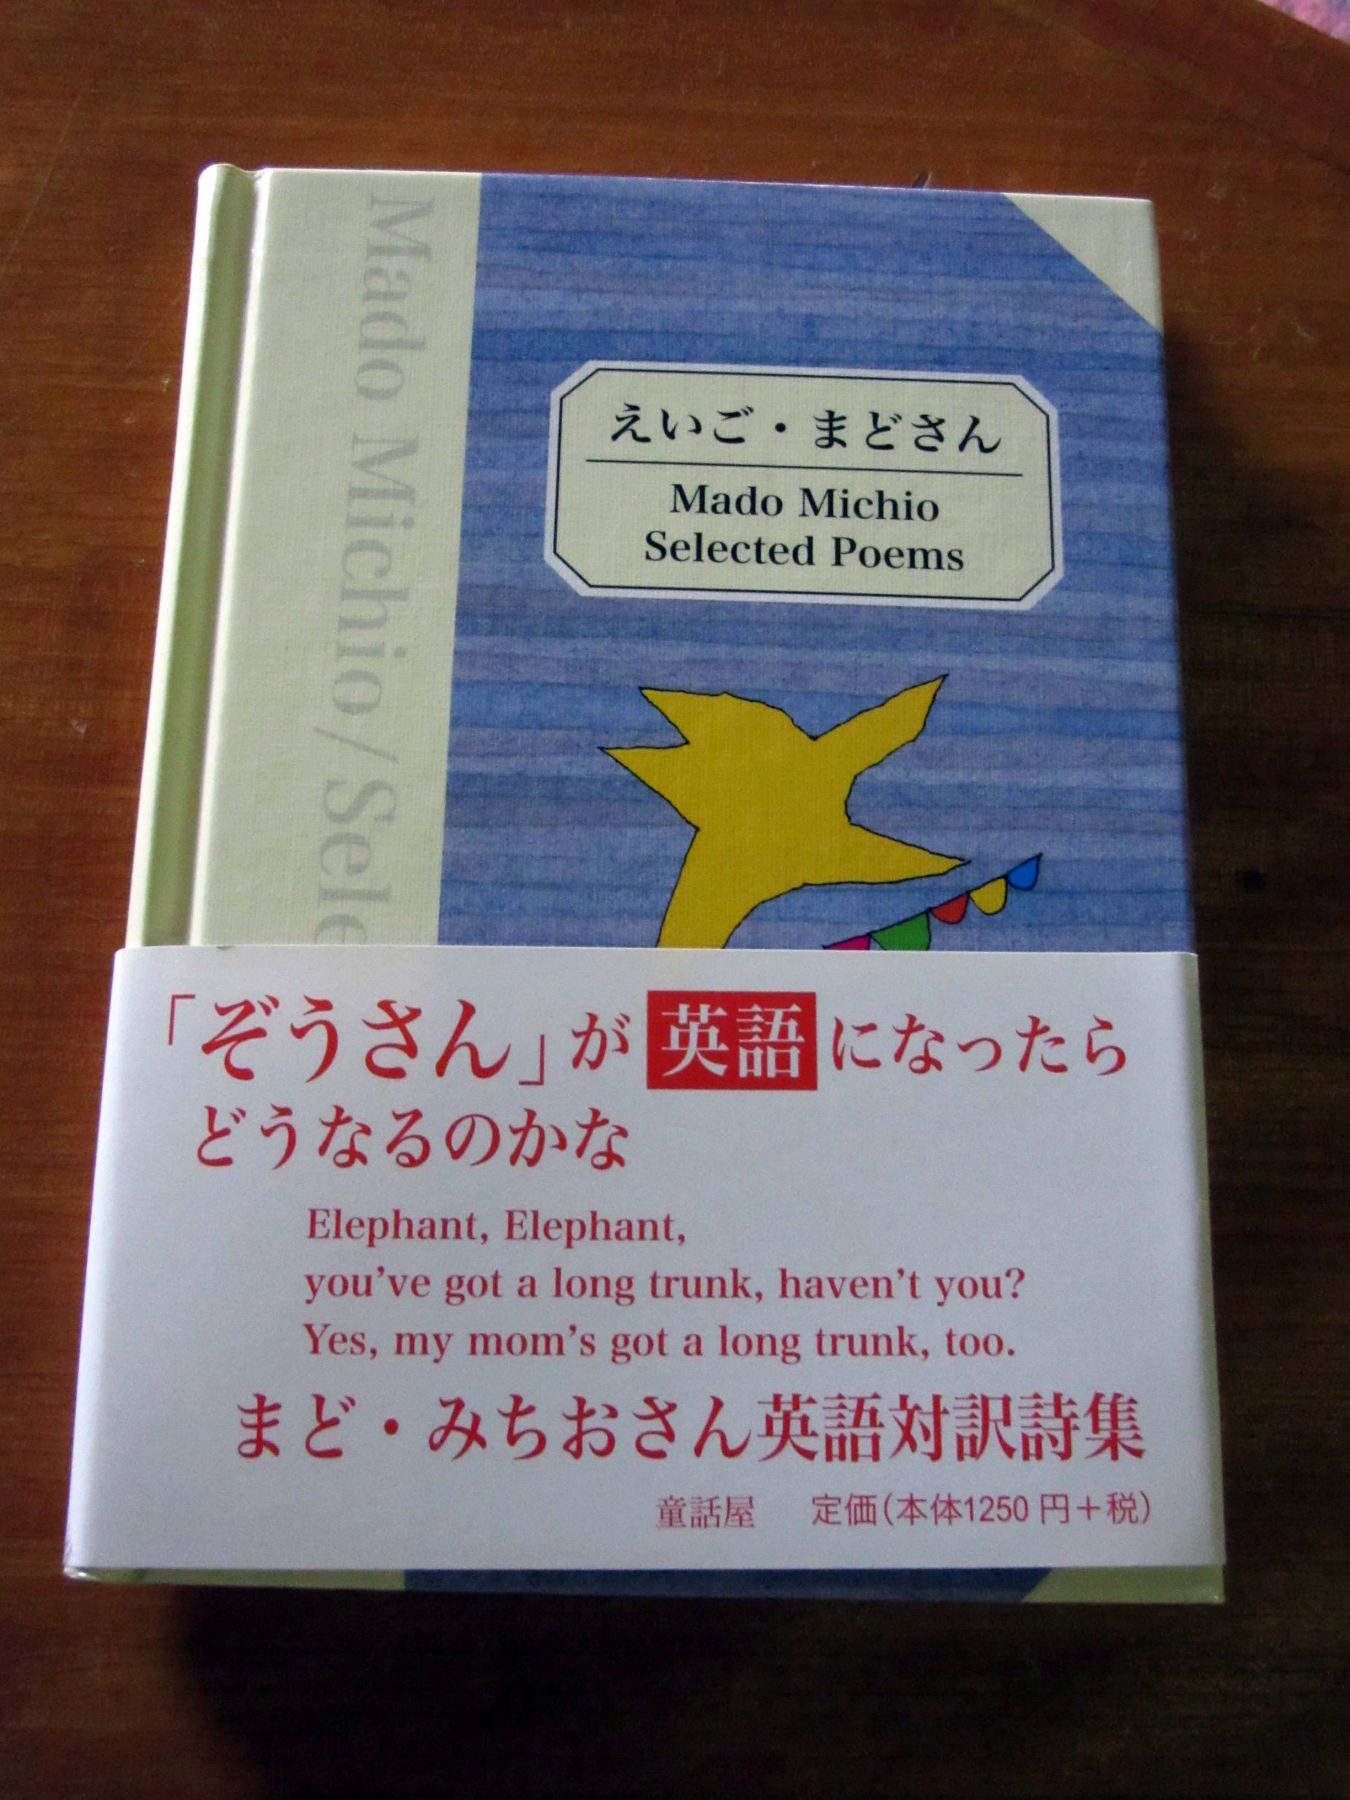 Mado Michio/Sele
えいご・まどさん
Mado Michio
Selected Poems
「ぞうさん」が英語になったら
どうなるのかな
Elephant, Elephant,
you've got a long trunk, haven't you?
Yes, my mom's got a long trunk, too.
まど・みちおさん英語対訳詩集
童話屋 定価(本体1250円+税)